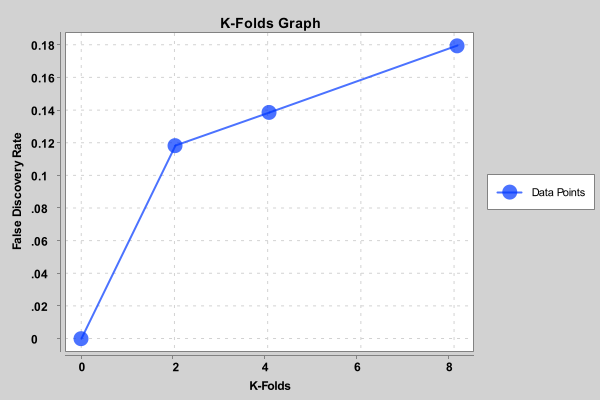 K-Folds Graph
0.18
0.16
0.14
0.12
0.1
.08
.06
.04
.02
0
False Discovery Rate
0 2 4 6 8
K-Folds
Data Points